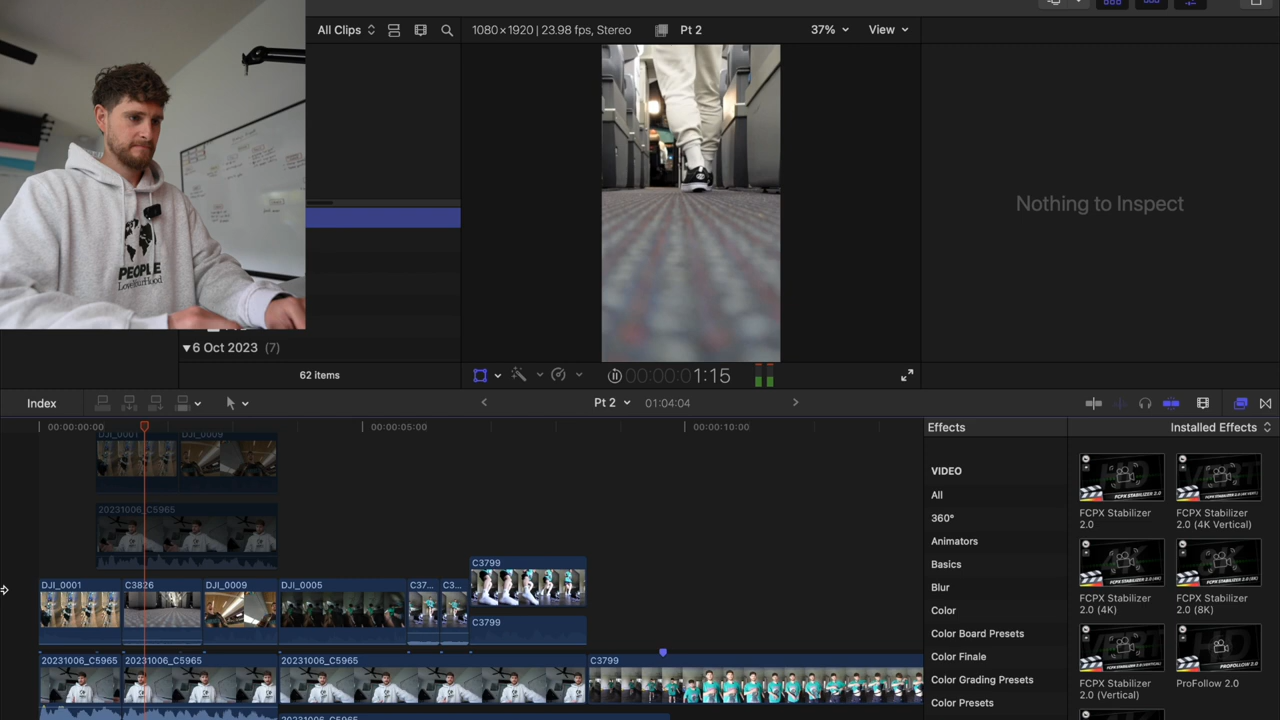 All Clips
1080×1920 | 23.98 fps, Stereo
Pt 2
37%
View
PEOPLE
LoveYourHood
Nothing to Inspect
6 Oct 2023 (7)
62 items
00:00:00:01:15
Index
Pt 2
01:04:04
00:00:00:00
00:00:05:00
00:00:10:00
Effects
Installed Effects
DJI_0001
DJI_0009
VIDEO
All
360°
Animators
Basics
Blur
Color
Color Board Presets
Color Finale
Color Grading Presets
Color Presets
FCPX Stabilizer
2.0
FCPX Stabilizer
2.0 (4K Vertical)
FCPX Stabilizer
2.0 (4K)
FCPX Stabilizer
2.0 (8K)
FCPX Stabilizer
2.0 (Vertical)
ProFollow 2.0
20231006_C5965
C3799
DJI_0001
C3826
DJI_0009
DJI_0005
C37...
C3...
C3799
20231006_C5965
20231006_C5965
20231006_C5965
C3799
20231006_C5965